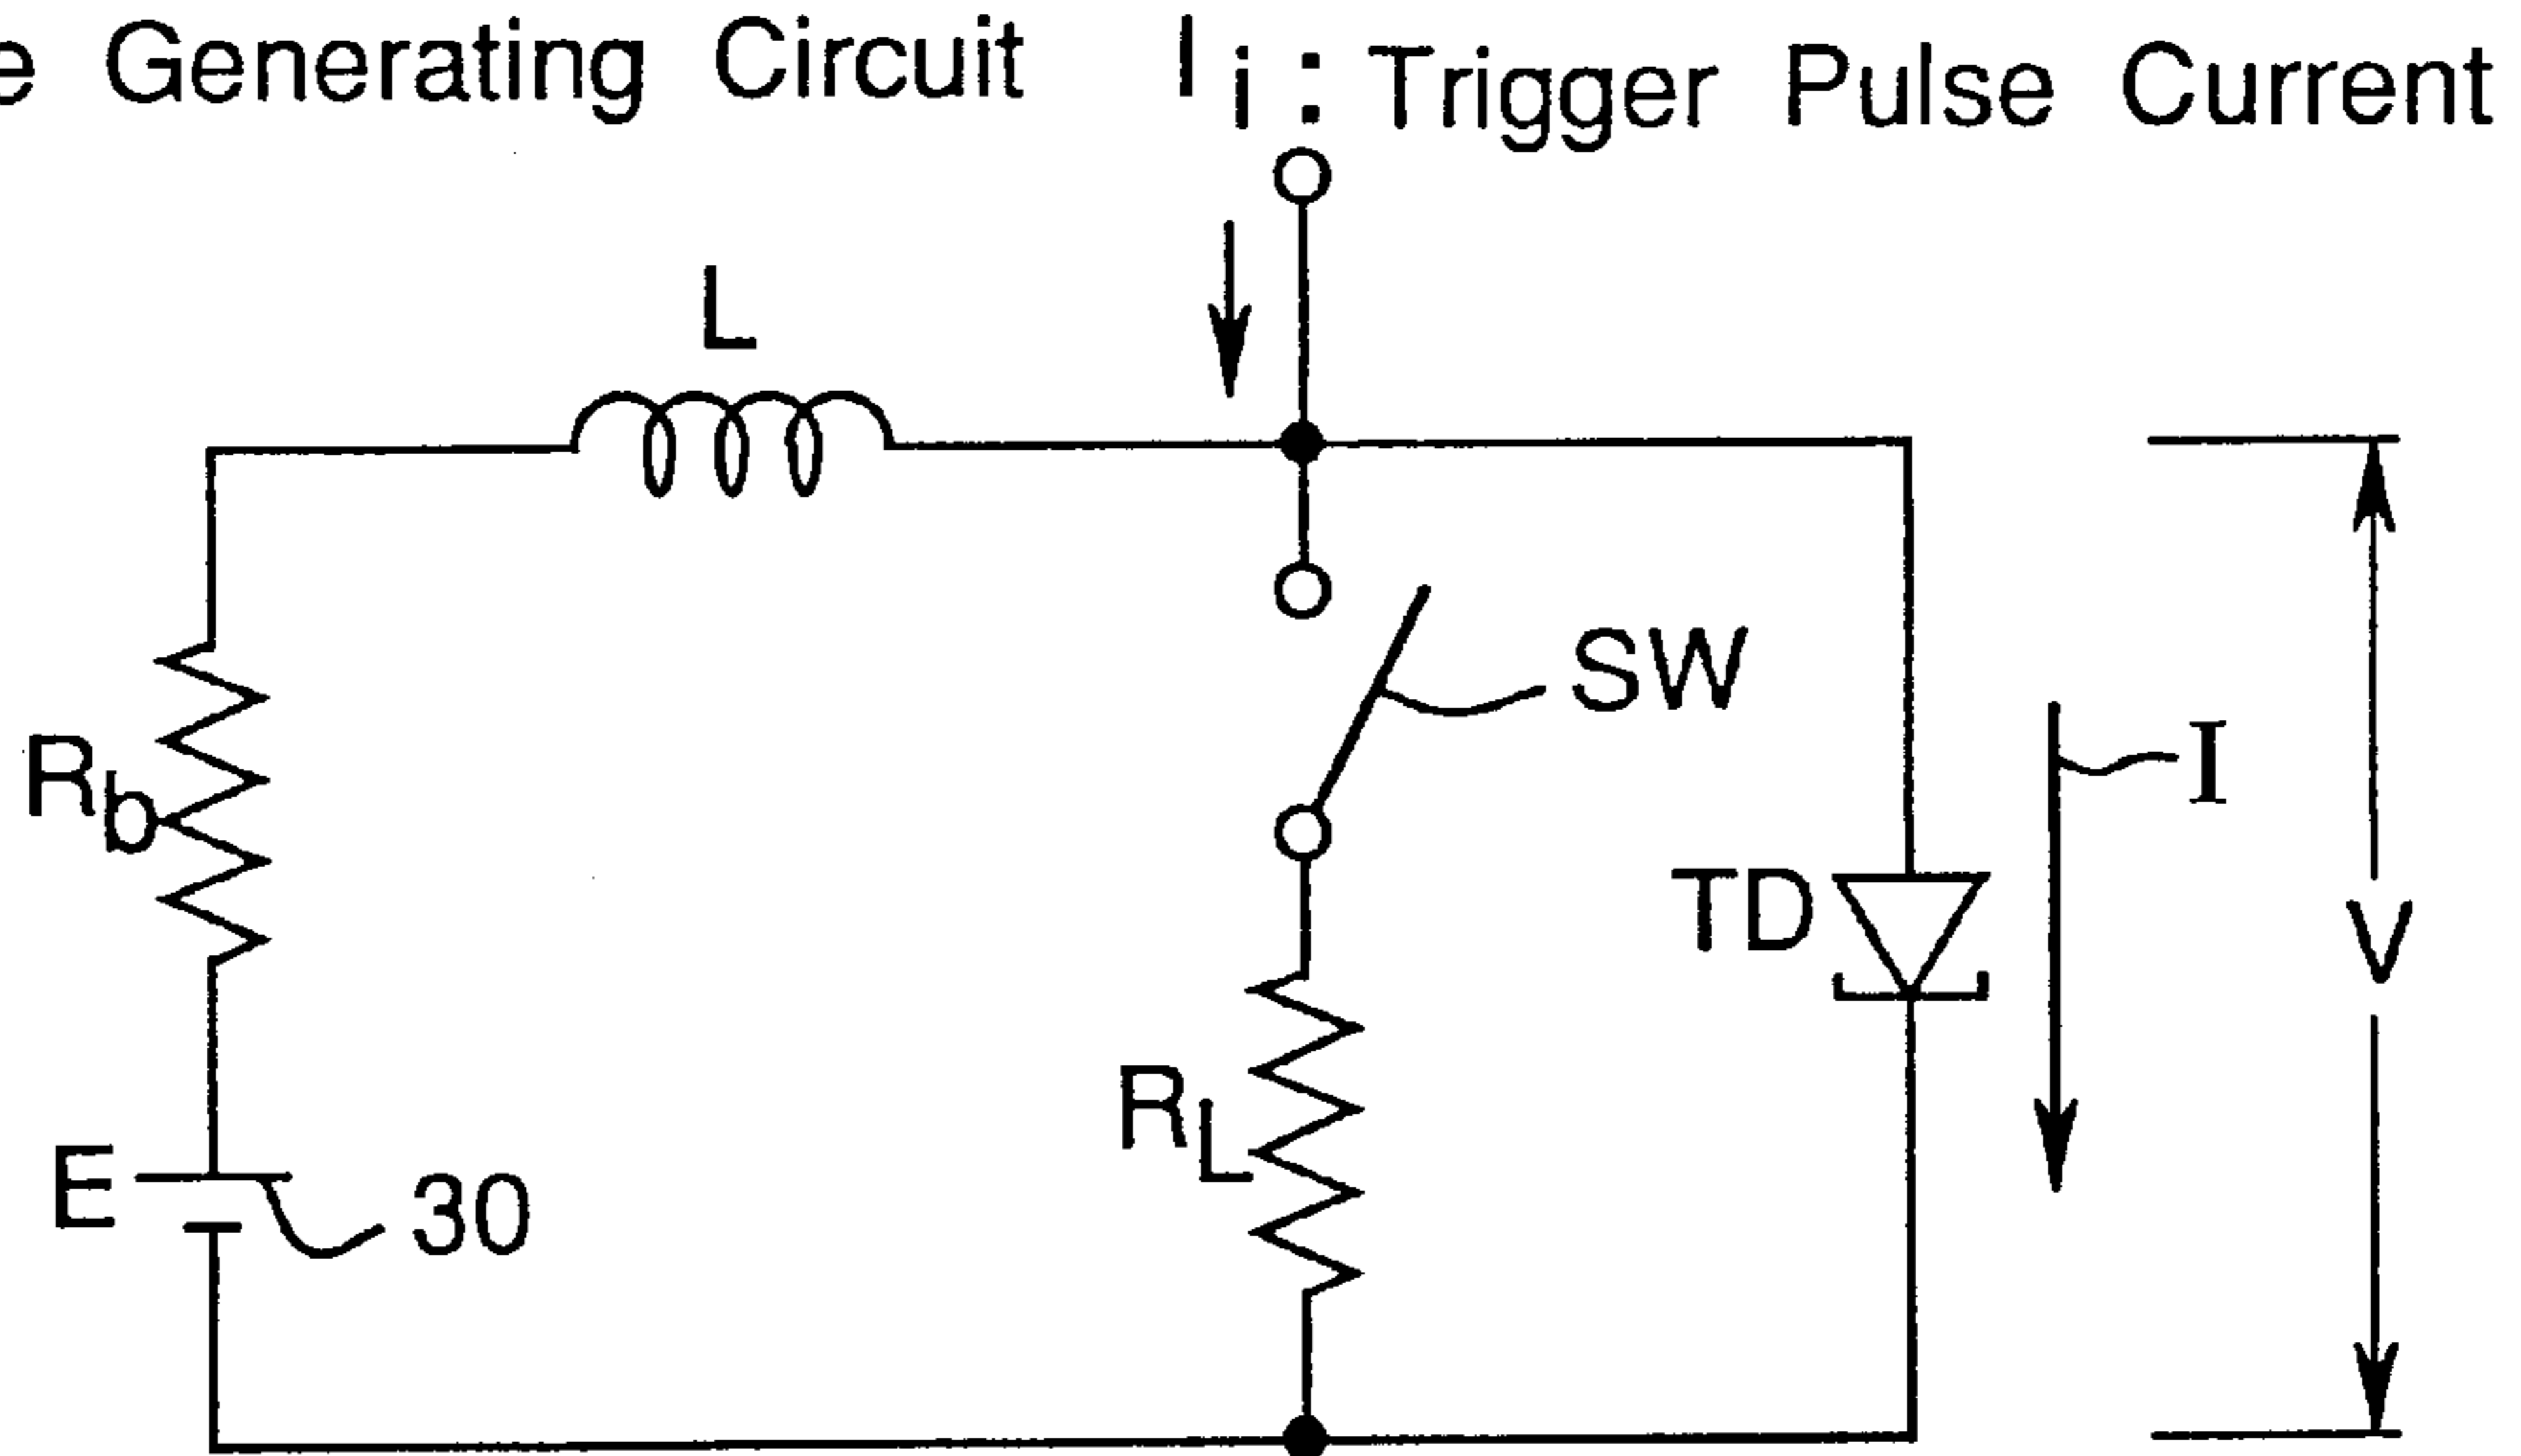 e Generating Circuit I i : Trigger Pulse Current
L
SW
Rb
I
TD
V
RL
E
30